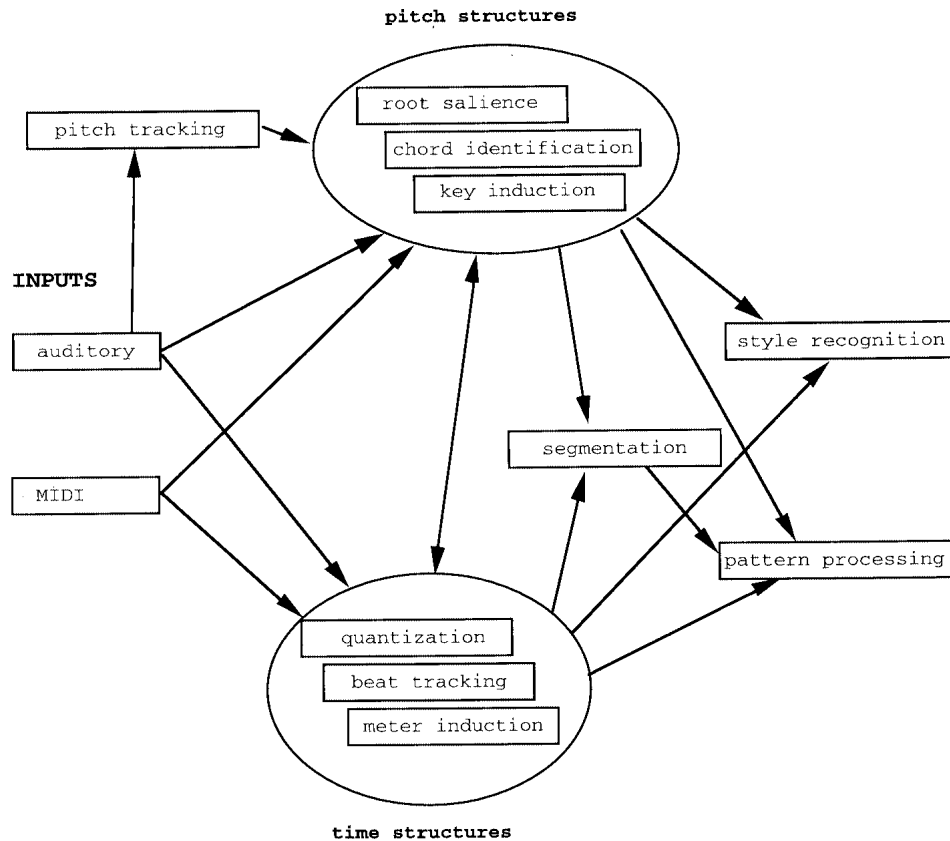 pitch structures
root salience
pitch tracking
chord identification
key induction
INPUTS
auditory
style recognition
segmentation
MIDI
pattern processing
quantization
beat tracking
meter induction
time structures